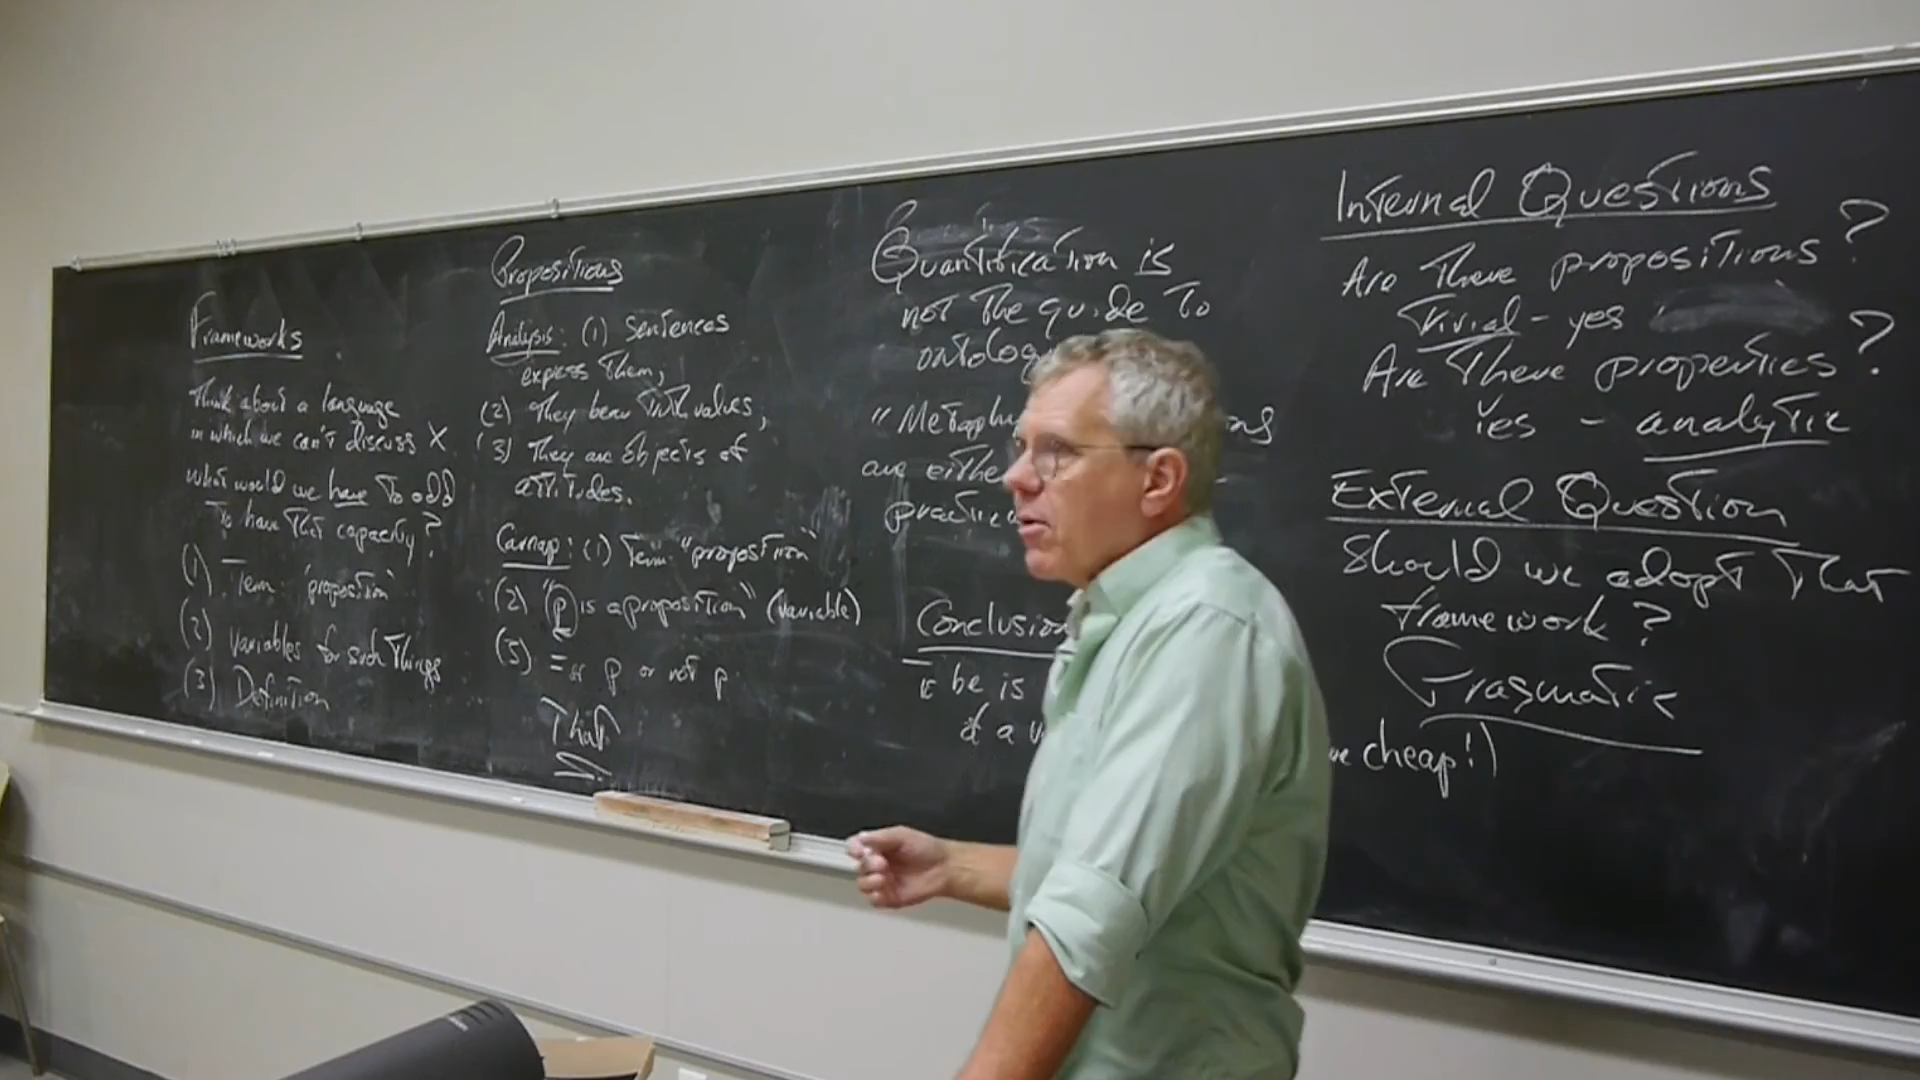 Frameworks
Think about a language
in which we can't discuss X
what would we have to add
To have that capacity?
(1) Term: "proposition"
(2) variables for such Things
(3) Definition
Propositions
Analysis: (1) sentences
express them,
(2) They bear Truth values,
(3) They are objects of
attitudes.
Carnap: (1) Term "proposition"
(2) "p is a proposition" (variable)
(3) p or not p
That
Quantification is
not the guide to
ontolog
"Metaphy
ns
are eithe
practica
Conclusion
To be is
of a v
are cheap!)
Internal Questions
Are there propositions?
Trivial - yes
Are there properties?
Yes - analytic
External Question
Should we adopt That
framework?
Pragmatic